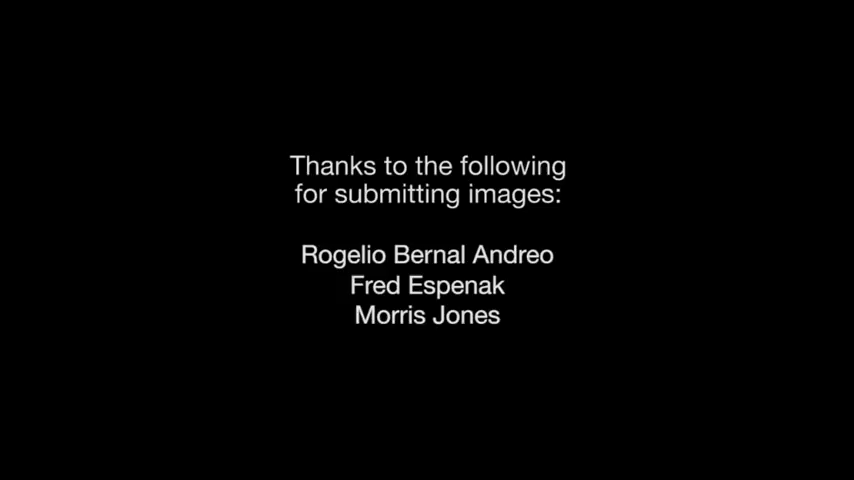 Thanks to the following
for submitting images:
Rogelio Bernal Andreo
Fred Espenak
Morris Jones